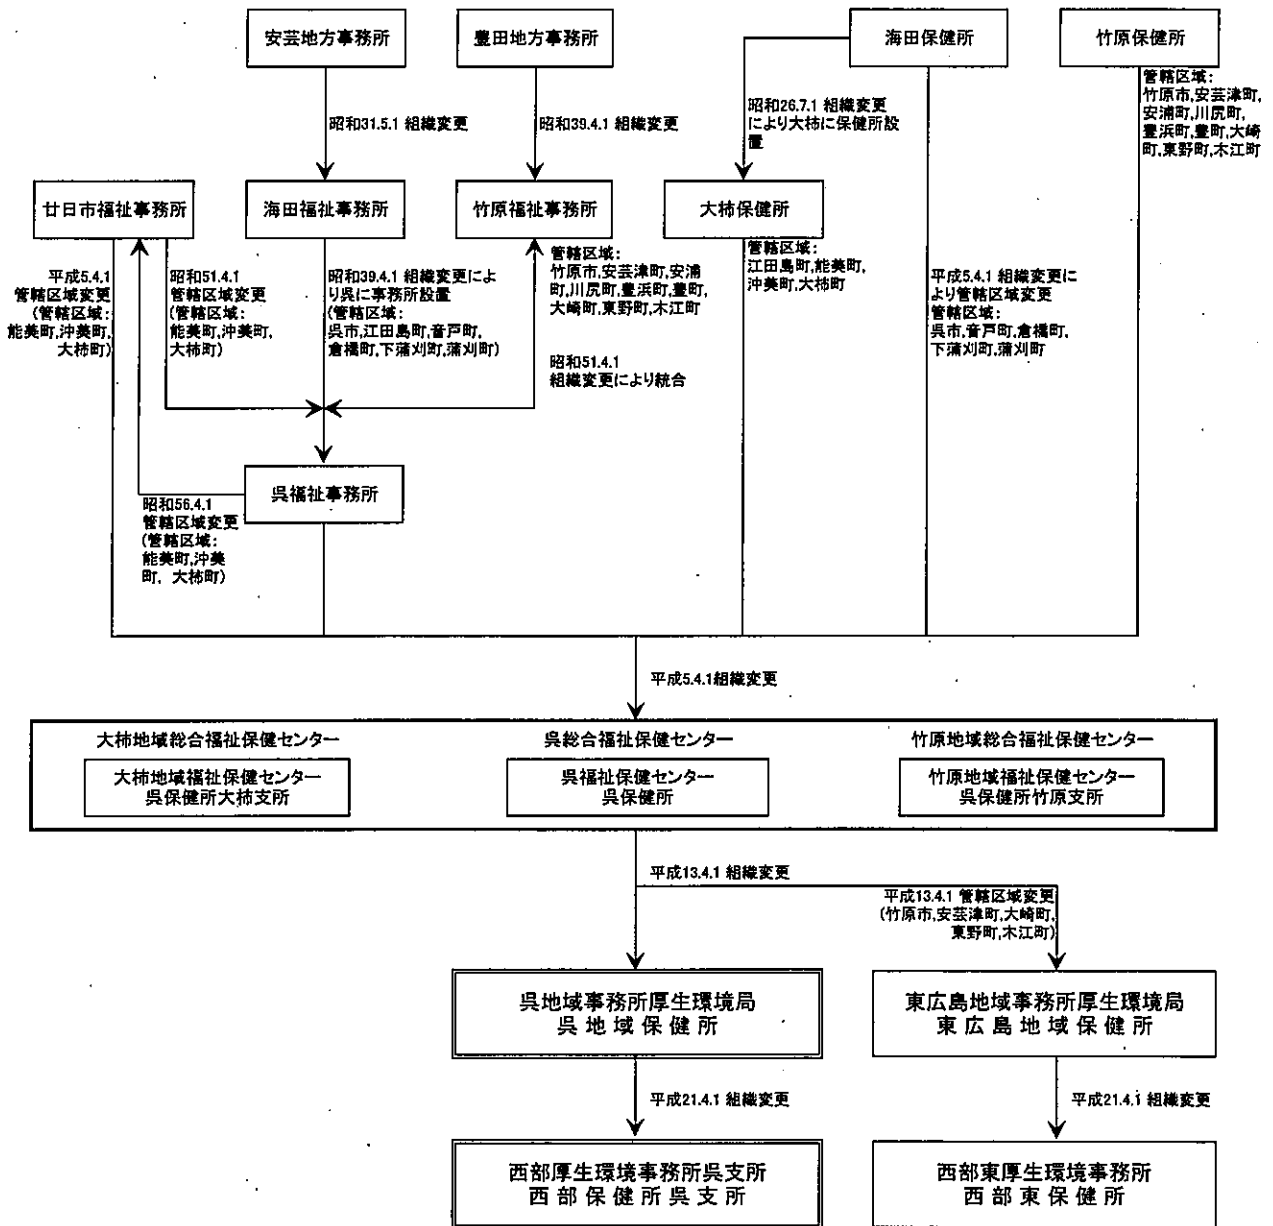 安芸地方事務所
豊田地方事務所
海田保健所
竹原保健所
昭和31.5.1 組織変更
昭和39.4.1 組織変更
昭和26.7.1 組織変更
により大柿に保健所設
置
管轄区域：
竹原市,安芸津町,
安浦町,川尻町,
豊浜町,豊町,大崎
町,東野町,木江町
廿日市福祉事務所
海田福祉事務所
竹原福祉事務所
大柿保健所
平成5.4.1
管轄区域変更
(管轄区域：
能美町,沖美町,
大柿町)
昭和51.4.1
管轄区域変更
(管轄区域：
能美町,沖美町,
大柿町)
昭和39.4.1 組織変更によ
り呉に事務所設置
(管轄区域：
呉市,江田島町,音戸町,
倉橋町,下蒲刈町,蒲刈町)
管轄区域：
竹原市,安芸津町,安浦
町,川尻町,豊浜町,豊町,
大崎町,東野町,木江町
昭和51.4.1
組織変更により統合
管轄区域：
江田島町,能美町,
沖美町,大柿町
平成5.4.1 組織変更に
より管轄区域変更
管轄区域：
呉市,音戸町,倉橋町,
下蒲刈町,蒲刈町
呉福祉事務所
昭和56.4.1
管轄区域変更
(管轄区域：
能美町,沖美
町, 大柿町)
平成5.4.1組織変更
大柿地域総合福祉保健センター
呉総合福祉保健センター
竹原地域総合福祉保健センター
大柿地域福祉保健センター
呉保健所大柿支所
呉福祉保健センター
呉保健所
竹原地域福祉保健センター
呉保健所竹原支所
平成13.4.1 組織変更
平成13.4.1 管轄区域変更
(竹原市,安芸津町,大崎町,
東野町,木江町)
呉地域事務所厚生環境局
呉地域保健所
東広島地域事務所厚生環境局
東広島地域保健所
平成21.4.1 組織変更
平成21.4.1 組織変更
西部厚生環境事務所呉支所
西部保健所呉支所
西部東厚生環境事務所
西部東保健所